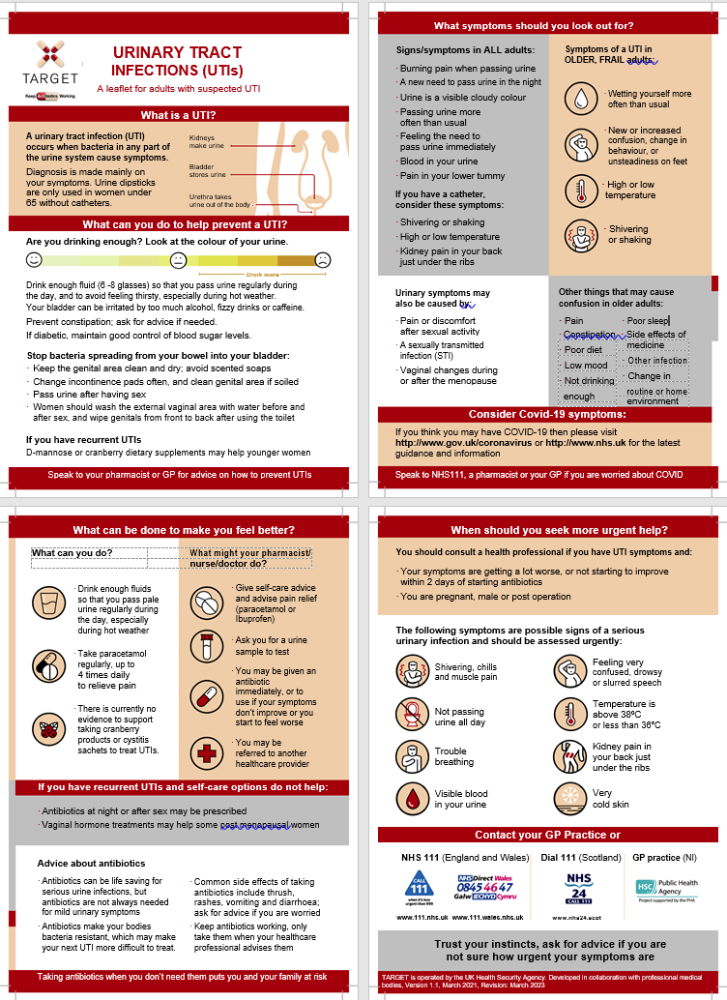 TARGET
Keep Antibiotics Working
URINARY TRACT
INFECTIONS (UTIs)
A leaflet for adults with suspected UTI
What is a UTI?
A urinary tract infection (UTI)
occurs when bacteria in any part of
the urine system cause symptoms.
Diagnosis is made mainly on
your symptoms. Urine dipsticks
are only used in women under
65 without catheters.
Kidneys
make urine
Bladder
stores urine
Urethra takes
urine out of the body
What can you do to help prevent a UTI?
Are you drinking enough? Look at the colour of your urine.
Drink more
Drink enough fluid (6 -8 glasses) so that you pass urine regularly during
the day, and to avoid feeling thirsty, especially during hot weather.
Your bladder can be irritated by too much alcohol, fizzy drinks or caffeine.
Prevent constipation; ask for advice if needed.
If diabetic, maintain good control of blood sugar levels.
Stop bacteria spreading from your bowel into your bladder:
· Keep the genital area clean and dry; avoid scented soaps
· Change incontinence pads often, and clean genital area if soiled
· Pass urine after having sex
· Women should wash the external vaginal area with water before and
after sex, and wipe genitals from front to back after using the toilet
If you have recurrent UTIs
D-mannose or cranberry dietary supplements may help younger women
Speak to your pharmacist or GP for advice on how to prevent UTIs
What symptoms should you look out for?
Signs/symptoms in ALL adults:
· Burning pain when passing urine
· A new need to pass urine in the night
· Urine is a visible cloudy colour
· Passing urine more
often than usual
· Feeling the need to
pass urine immediately
· Blood in your urine
· Pain in your lower tummy
If you have a catheter,
consider these symptoms:
· Shivering or shaking
· High or low temperature
· Kidney pain in your back
just under the ribs
Symptoms of a UTI in
OLDER, FRAIL adults:
· Wetting yourself more
often than usual
· New or increased
confusion, change in
behaviour, or
unsteadiness on feet
· High or low
temperature
· Shivering
or shaking
Urinary symptoms may
also be caused by:
· Pain or discomfort
after sexual activity
· A sexually transmitted
infection (STI)
· Vaginal changes during
or after the menopause
Other things that may cause
confusion in older adults:
· Pain
· Constipation
· Poor diet
· Low mood
· Not drinking
enough
· Poor sleep
· Side effects of
medicine
· Other infection
· Change in
routine or home
environment
Consider Covid-19 symptoms:
If you think you may have COVID-19 then please visit
http://www.gov.uk/coronavirus or http://www.nhs.uk for the latest
guidance and information
Speak to NHS111, a pharmacist or your GP if you are worried about COVID
What can be done to make you feel better?
What can you do?
· Drink enough fluids
so that you pass pale
urine regularly during
the day, especially
during hot weather
· Take paracetamol
regularly, up to
4 times daily
to relieve pain
· There is currently no
evidence to support
taking cranberry
products or cystitis
sachets to treat UTIs.
What might your pharmacist/
nurse/doctor do?
· Give self-care advice
and advise pain relief
(paracetamol or
Ibuprofen)
· Ask you for a urine
sample to test
· You may be given an
antibiotic
immediately, or to
use if your symptoms
don't improve or you
start to feel worse
· You may be
referred to another
healthcare provider
If you have recurrent UTIs and self-care options do not help:
· Antibiotics at night or after sex may be prescribed
· Vaginal hormone treatments may help some post menopausal women
Advice about antibiotics
· Antibiotics can be life saving for
serious urine infections, but
antibiotics are not always needed
for mild urinary symptoms
· Antibiotics make your bodies
bacteria resistant, which may make
your next UTI more difficult to treat.
· Common side effects of taking
antibiotics include thrush,
rashes, vomiting and diarrhoea;
ask for advice if you are worried
· Keep antibiotics working, only
take them when your healthcare
professional advises them
Taking antibiotics when you don't need them puts you and your family at risk
When should you seek more urgent help?
You should consult a health professional if you have UTI symptoms and:
· Your symptoms are getting a lot worse, or not starting to improve
within 2 days of starting antibiotics
· You are pregnant, male or post operation
The following symptoms are possible signs of a serious
urinary infection and should be assessed urgently:
Shivering, chills
and muscle pain
Not passing
urine all day
Trouble
breathing
Visible blood
in your urine
Feeling very
confused, drowsy
or slurred speech
Temperature is
above 38ºC
or less than 36ºC
Kidney pain in
your back just
under the ribs
Very
cold skin
Contact your GP Practice or
NHS 111 (England and Wales)
Dial 111 (Scotland)
GP practice (NI)
CALL
111
when it's less
urgent than 999
NHS Direct Wales
0845 46 47
Galw IECHYD Cymru
NHS
24
CALL 111
HSC Public Health
Agency
Project supported by the PHA
www.111.nhs.uk www.111.wales.nhs.uk
www.nhs24.scot
Trust your instincts, ask for advice if you are
not sure how urgent your symptoms are
TARGET is operated by the UK Health Security Agency. Developed in collaboration with professional medical
bodies, Version 1.1, March 2021, Revision: March 2023